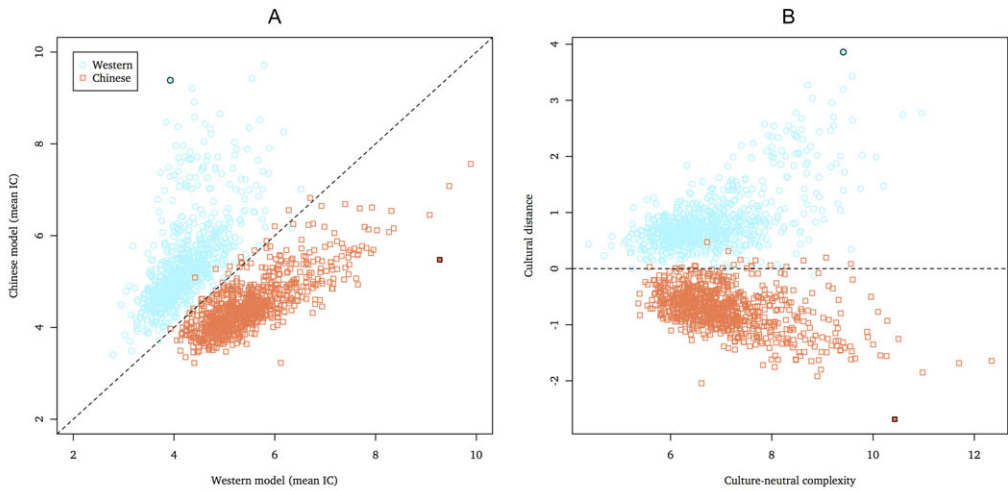 A
Western
Chinese
10
8
6
4
2
Chinese model (mean IC)
2 4 6 8 10
Western model (mean IC)
B
4
3
2
1
0
-1
-2
Cultural distance
6 8 10 12
Culture-neutral complexity